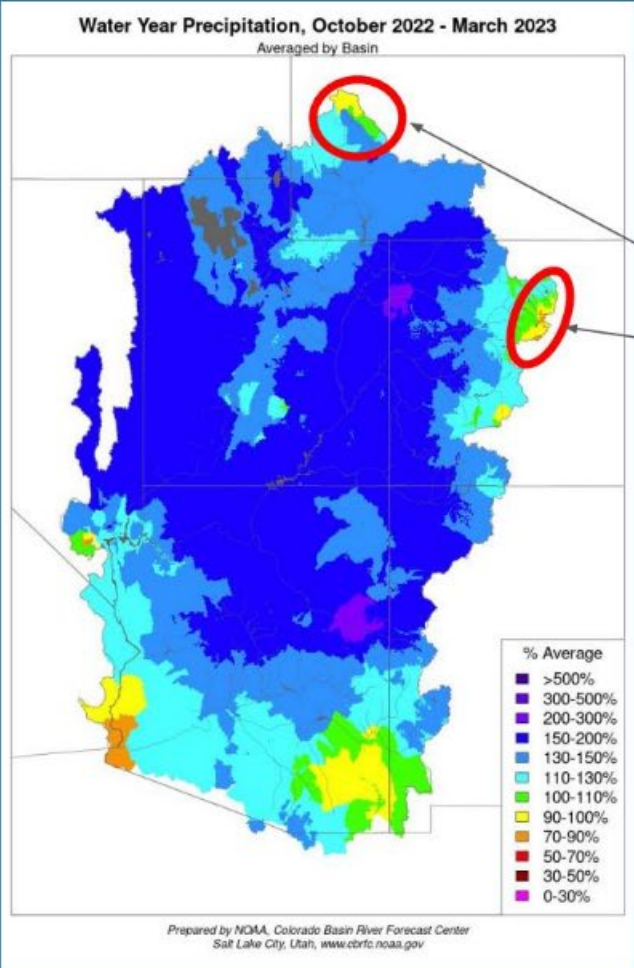 Water Year Precipitation, October 2022 - March 2023
Averaged by Basin
% Average
>500%
300-500%
200-300%
150-200%
130-150%
110-130%
100-110%
90-100%
70-90%
50-70%
30-50%
0-30%
Prepared by NOAA, Colorado Basin River Forecast Center
Salt Lake City, Utah, www.cbrfc.noaa.gov